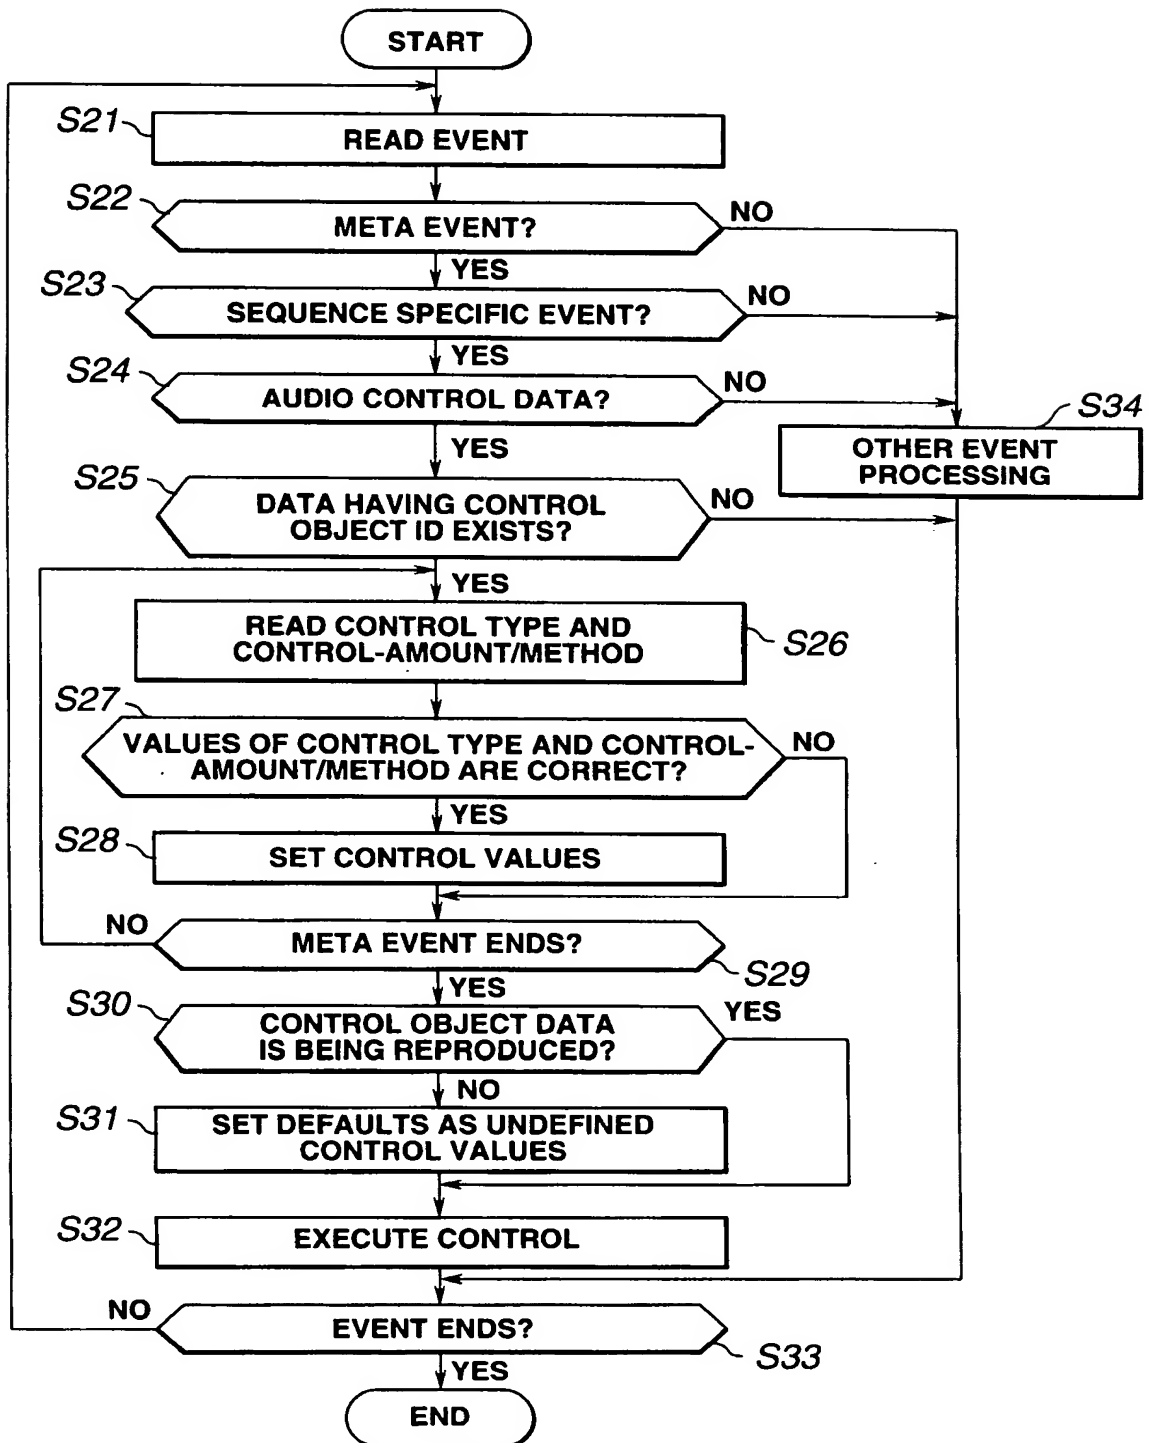 START
S21
READ EVENT
S22
META EVENT?
NO
YES
S23
SEQUENCE SPECIFIC EVENT?
NO
YES
S24
AUDIO CONTROL DATA?
NO
YES
S34
OTHER EVENT
PROCESSING
S25
DATA HAVING CONTROL
OBJECT ID EXISTS?
NO
YES
READ CONTROL TYPE AND
CONTROL-AMOUNT/METHOD
S26
S27
VALUES OF CONTROL TYPE AND CONTROL-
AMOUNT/METHOD ARE CORRECT?
NO
YES
S28
SET CONTROL VALUES
NO
META EVENT ENDS?
S29
YES
S30
CONTROL OBJECT DATA
IS BEING REPRODUCED?
YES
NO
S31
SET DEFAULTS AS UNDEFINED
CONTROL VALUES
S32
EXECUTE CONTROL
NO
EVENT ENDS?
S33
YES
END